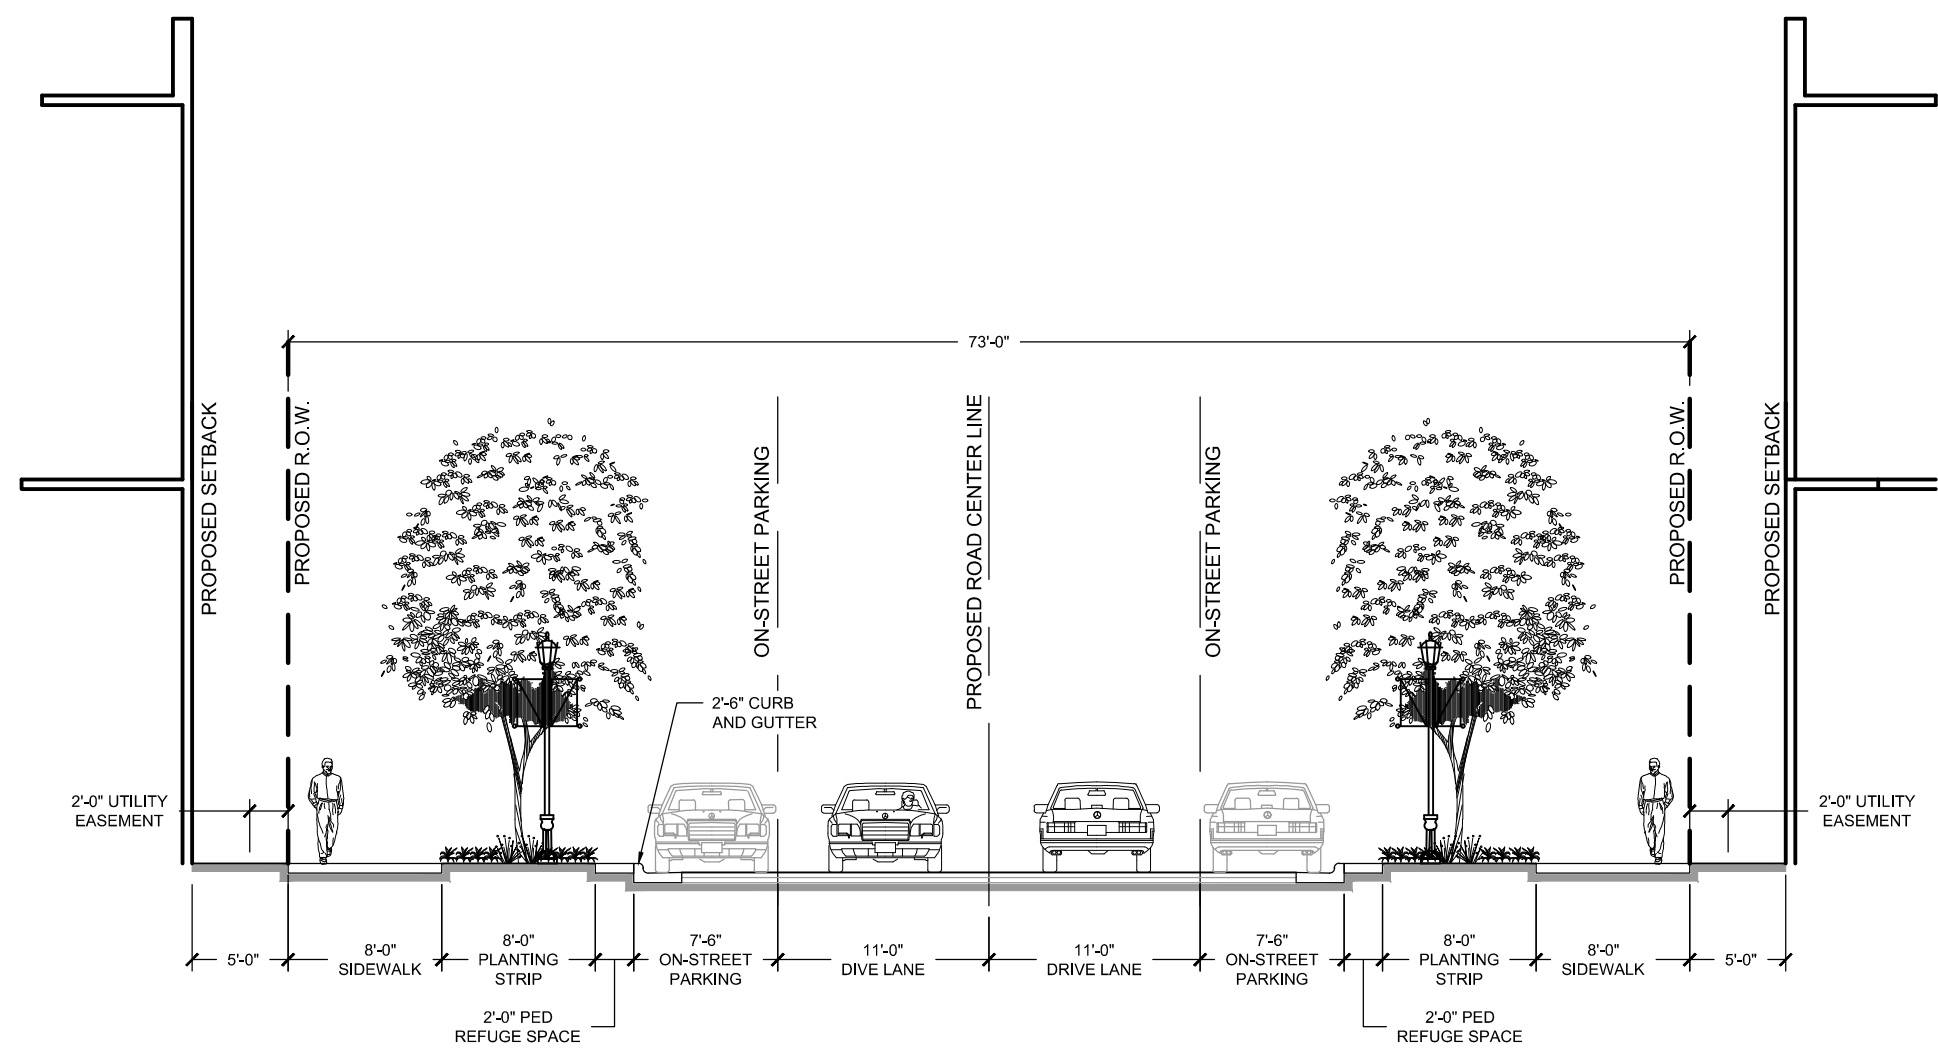 73'-0"
PROPOSED SETBACK
PROPOSED R.O.W.
ON-STREET PARKING
PROPOSED ROAD CENTER LINE
ON-STREET PARKING
PROPOSED R.O.W.
PROPOSED SETBACK
2'-6" CURB
AND GUTTER
2'-0" UTILITY
EASEMENT
2'-0" UTILITY
EASEMENT
5'-0"
8'-0"
SIDEWALK
8'-0"
PLANTING
STRIP
7'-6"
ON-STREET
PARKING
11'-0"
DIVE LANE
11'-0"
DRIVE LANE
7'-6"
ON-STREET
PARKING
8'-0"
PLANTING
STRIP
8'-0"
SIDEWALK
5'-0"
2'-0" PED
REFUGE SPACE
2'-0" PED
REFUGE SPACE